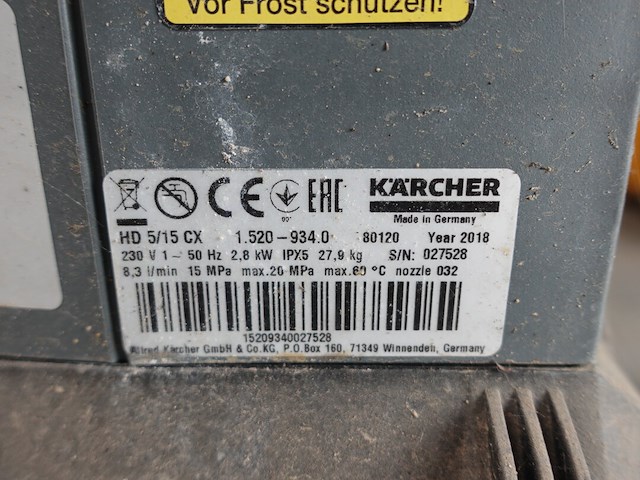 Vor Frost schützen!
CE
EAC
KÄRCHER
Made in Germany
HD 5/15 CX 1.520-934.0 80120 Year 2018
230 V 1~ 50 Hz 2,8 kW IPX5 27,9 kg S/N: 027528
8,3 l/min 15 MPa max.20 MPa max.60 °C nozzle 032
15209340027528
Alfred Kärcher GmbH & Co.KG, P.O.Box 160, 71349 Winnenden, Germany